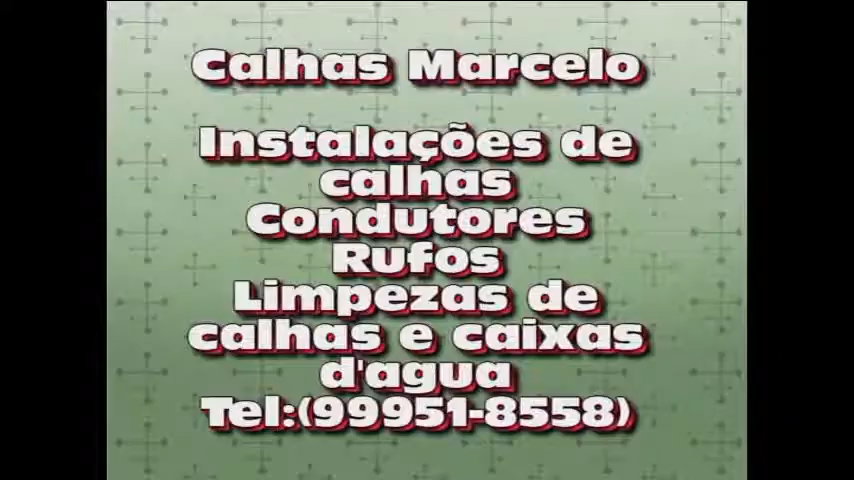 Calhas Marcelo
Instalações de
calhas
Condutores
Rufos
Limpezas de
calhas e caixas
d'agua
Tel:(99951-8558)